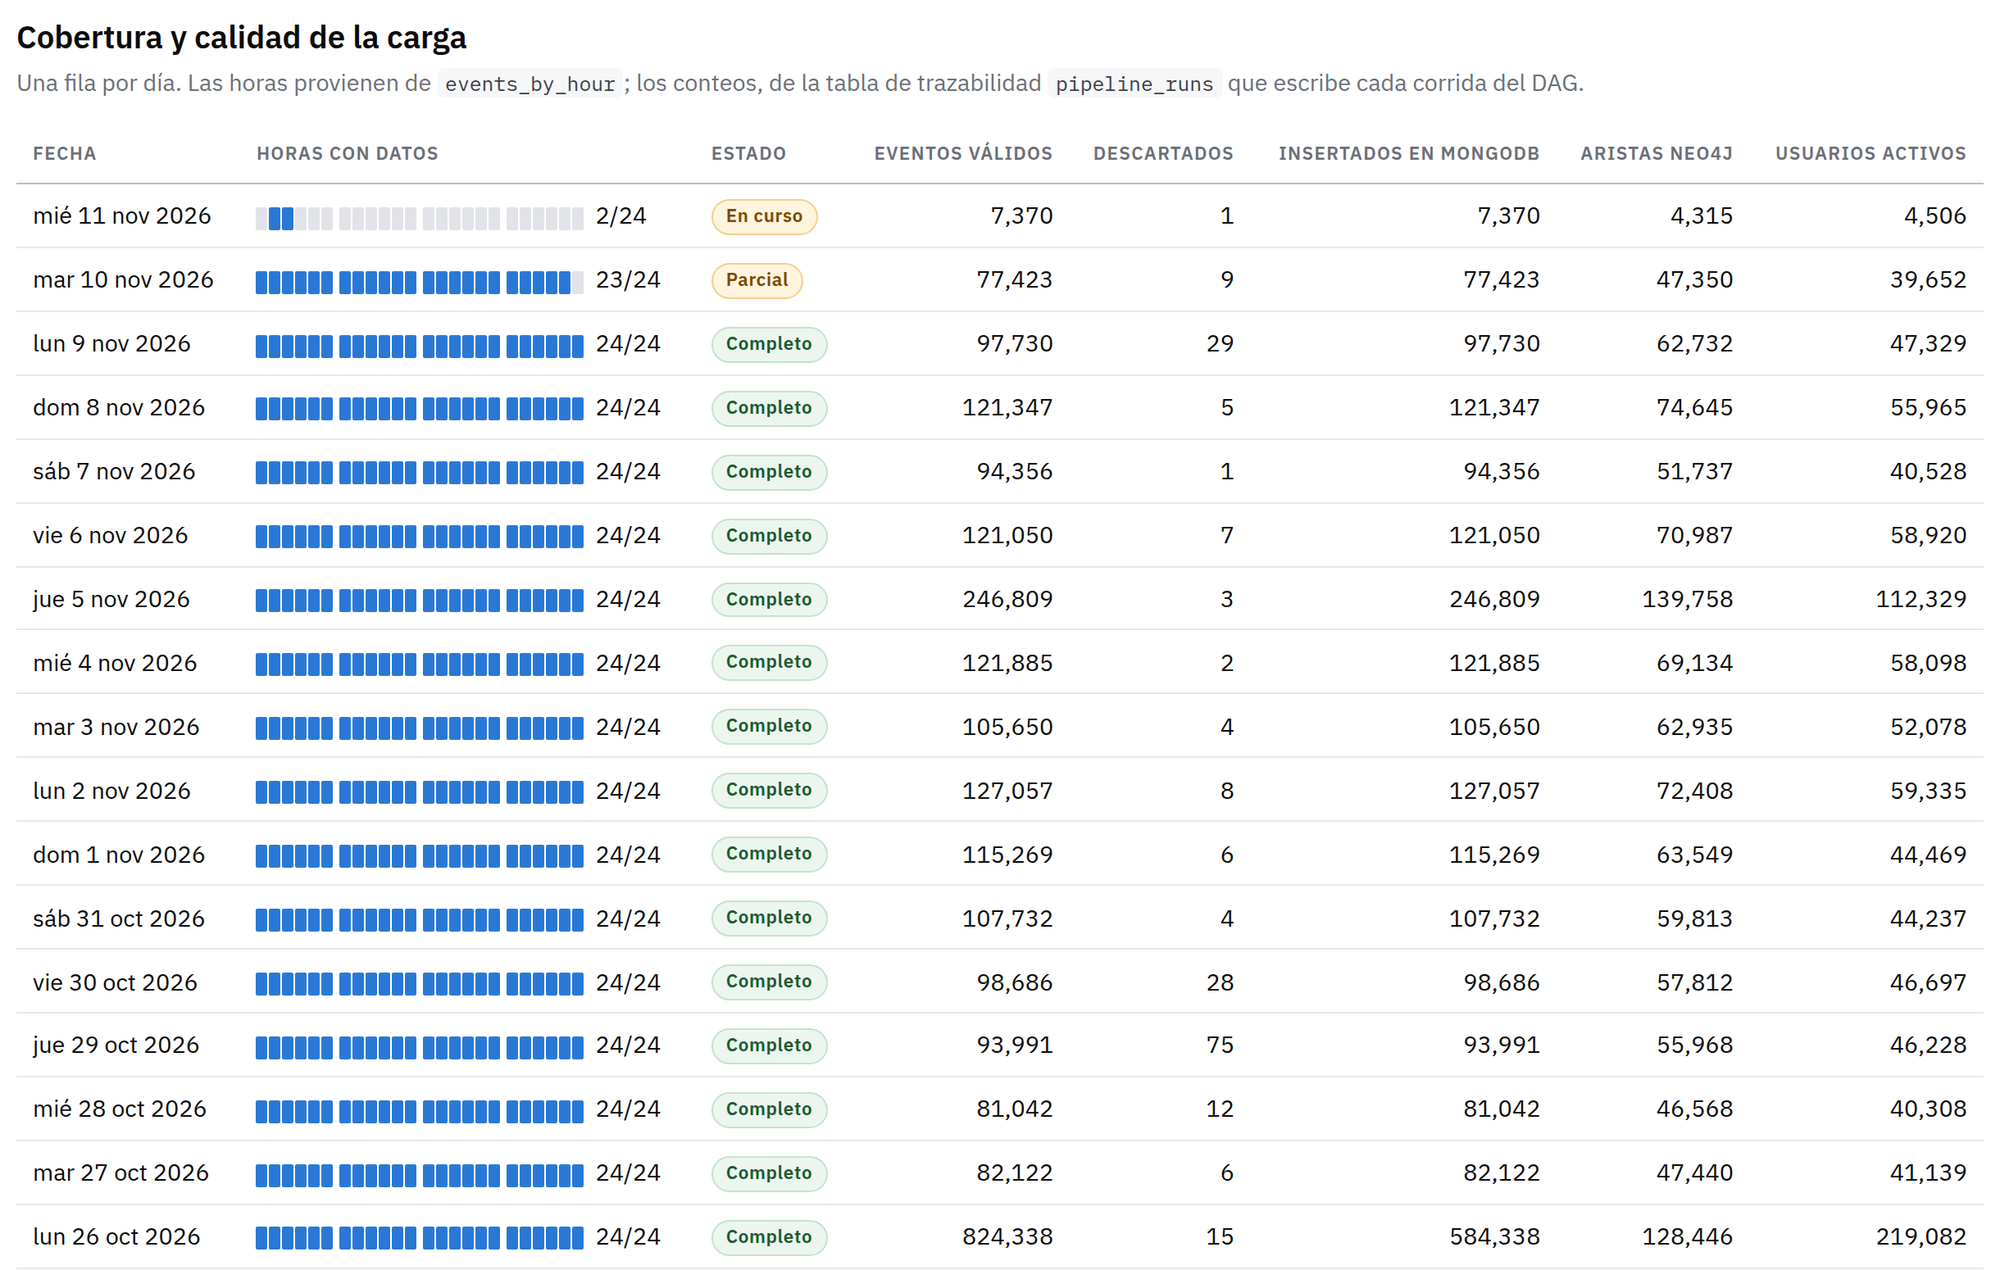 Cobertura y calidad de la carga
Una fila por día. Las horas provienen de events_by_hour; los conteos, de la tabla de trazabilidad pipeline_runs que escribe cada corrida del DAG.
FECHA HORAS CON DATOS ESTADO EVENTOS VÁLIDOS DESCARTADOS INSERTADOS EN MONGODB ARISTAS NEO4J USUARIOS ACTIVOS
mié 11 nov 2026 2/24 En curso 7,370 1 7,370 4,315 4,506
mar 10 nov 2026 23/24 Parcial 77,423 9 77,423 47,350 39,652
lun 9 nov 2026 24/24 Completo 97,730 29 97,730 62,732 47,329
dom 8 nov 2026 24/24 Completo 121,347 5 121,347 74,645 55,965
sáb 7 nov 2026 24/24 Completo 94,356 1 94,356 51,737 40,528
vie 6 nov 2026 24/24 Completo 121,050 7 121,050 70,987 58,920
jue 5 nov 2026 24/24 Completo 246,809 3 246,809 139,758 112,329
mié 4 nov 2026 24/24 Completo 121,885 2 121,885 69,134 58,098
mar 3 nov 2026 24/24 Completo 105,650 4 105,650 62,935 52,078
lun 2 nov 2026 24/24 Completo 127,057 8 127,057 72,408 59,335
dom 1 nov 2026 24/24 Completo 115,269 6 115,269 63,549 44,469
sáb 31 oct 2026 24/24 Completo 107,732 4 107,732 59,813 44,237
vie 30 oct 2026 24/24 Completo 98,686 28 98,686 57,812 46,697
jue 29 oct 2026 24/24 Completo 93,991 75 93,991 55,968 46,228
mié 28 oct 2026 24/24 Completo 81,042 12 81,042 46,568 40,308
mar 27 oct 2026 24/24 Completo 82,122 6 82,122 47,440 41,139
lun 26 oct 2026 24/24 Completo 824,338 15 584,338 128,446 219,082